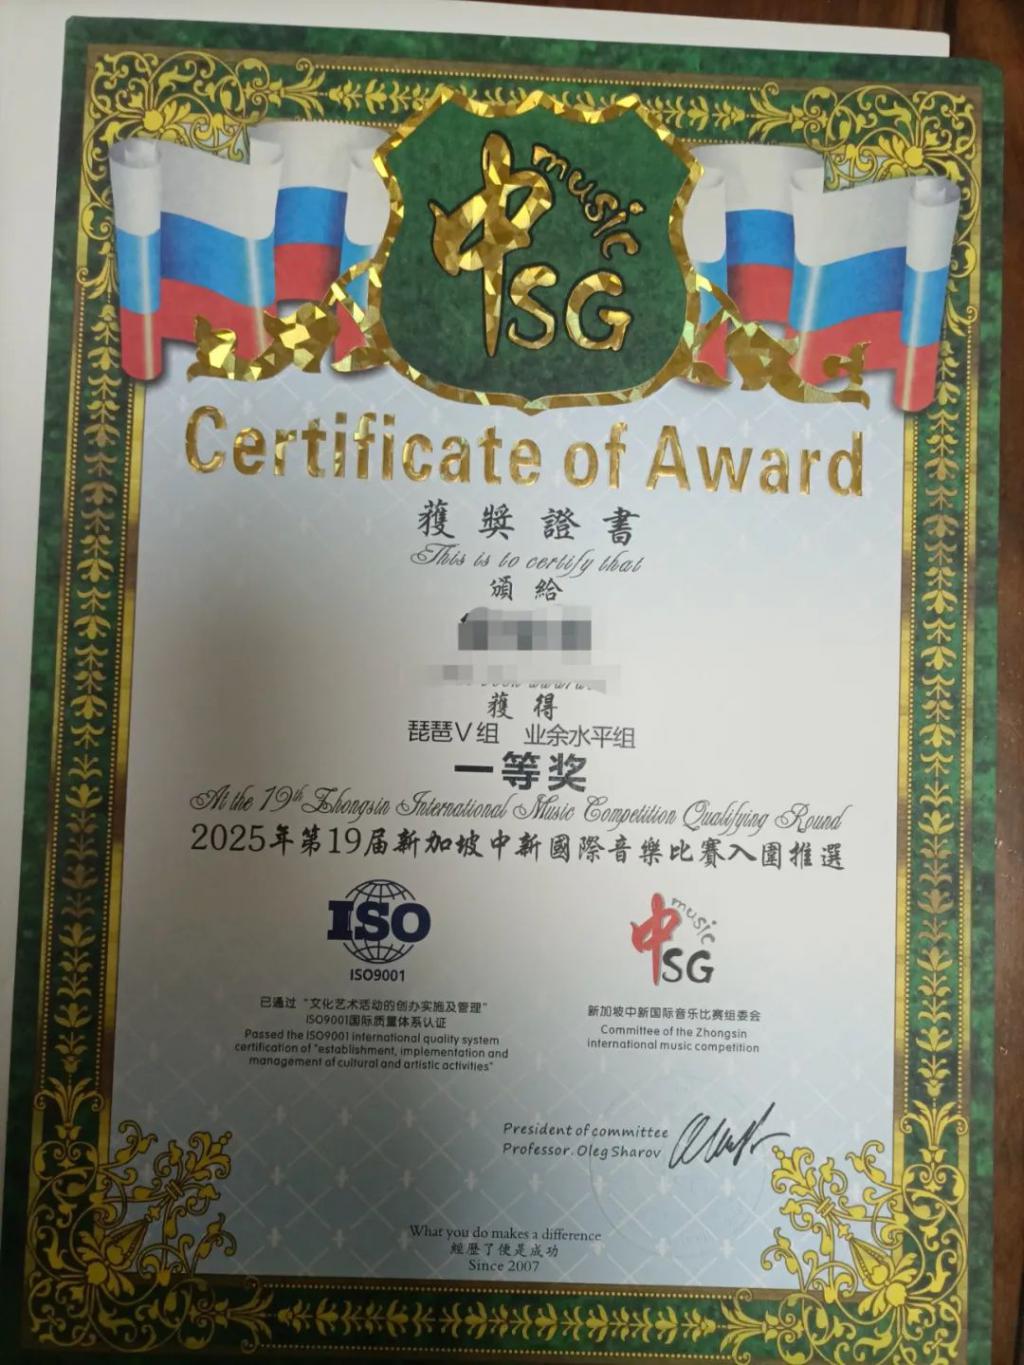 中 music SG
Certificate of Award
獲獎證書
This is to certify that
頒給
獲得
琵琶V组 业余水平组
一等奖
At the 19th Zhongsin International Music Competition Qualifying Round
2025年第19届新加坡中新國際音樂比賽入圍推選
ISO
ISO9001
已通过“文化艺术活动的创办实施及管理”
ISO9001国际质量体系认证
Passed the ISO9001 international quality system
certification of "establishment, implementation and
management of cultural and artistic activities"
中 music SG
新加坡中新国际音乐比赛组委会
Committee of the Zhongsin
international music competition
President of committee
Professor. Oleg Sharov
What you do makes a difference
經歷了便是成功
Since 2007